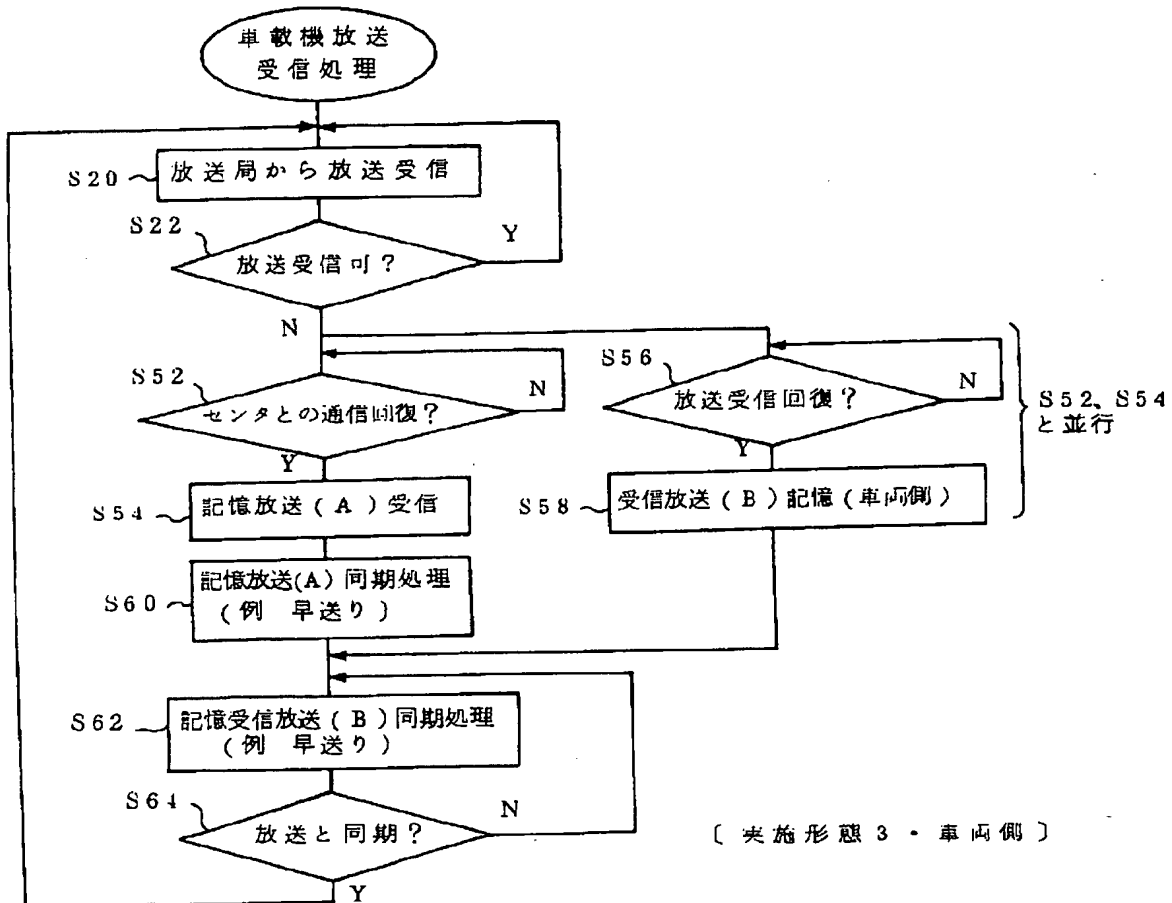 車載機放送
受信処理
S20
放送局から放送受信
S22
放送受信可？
Y
N
S52
センタとの通信回復？
N
Y
S56
放送受信回復？
N
Y
S52、S54
と並行
S54
記憶放送(A)受信
S58
受信放送(B)記憶(車両側)
S60
記憶放送(A)同期処理
(例　早送り)
S62
記憶受信放送(B)同期処理
(例　早送り)
S64
放送と同期？
N
Y
〔実施形態3・車両側〕